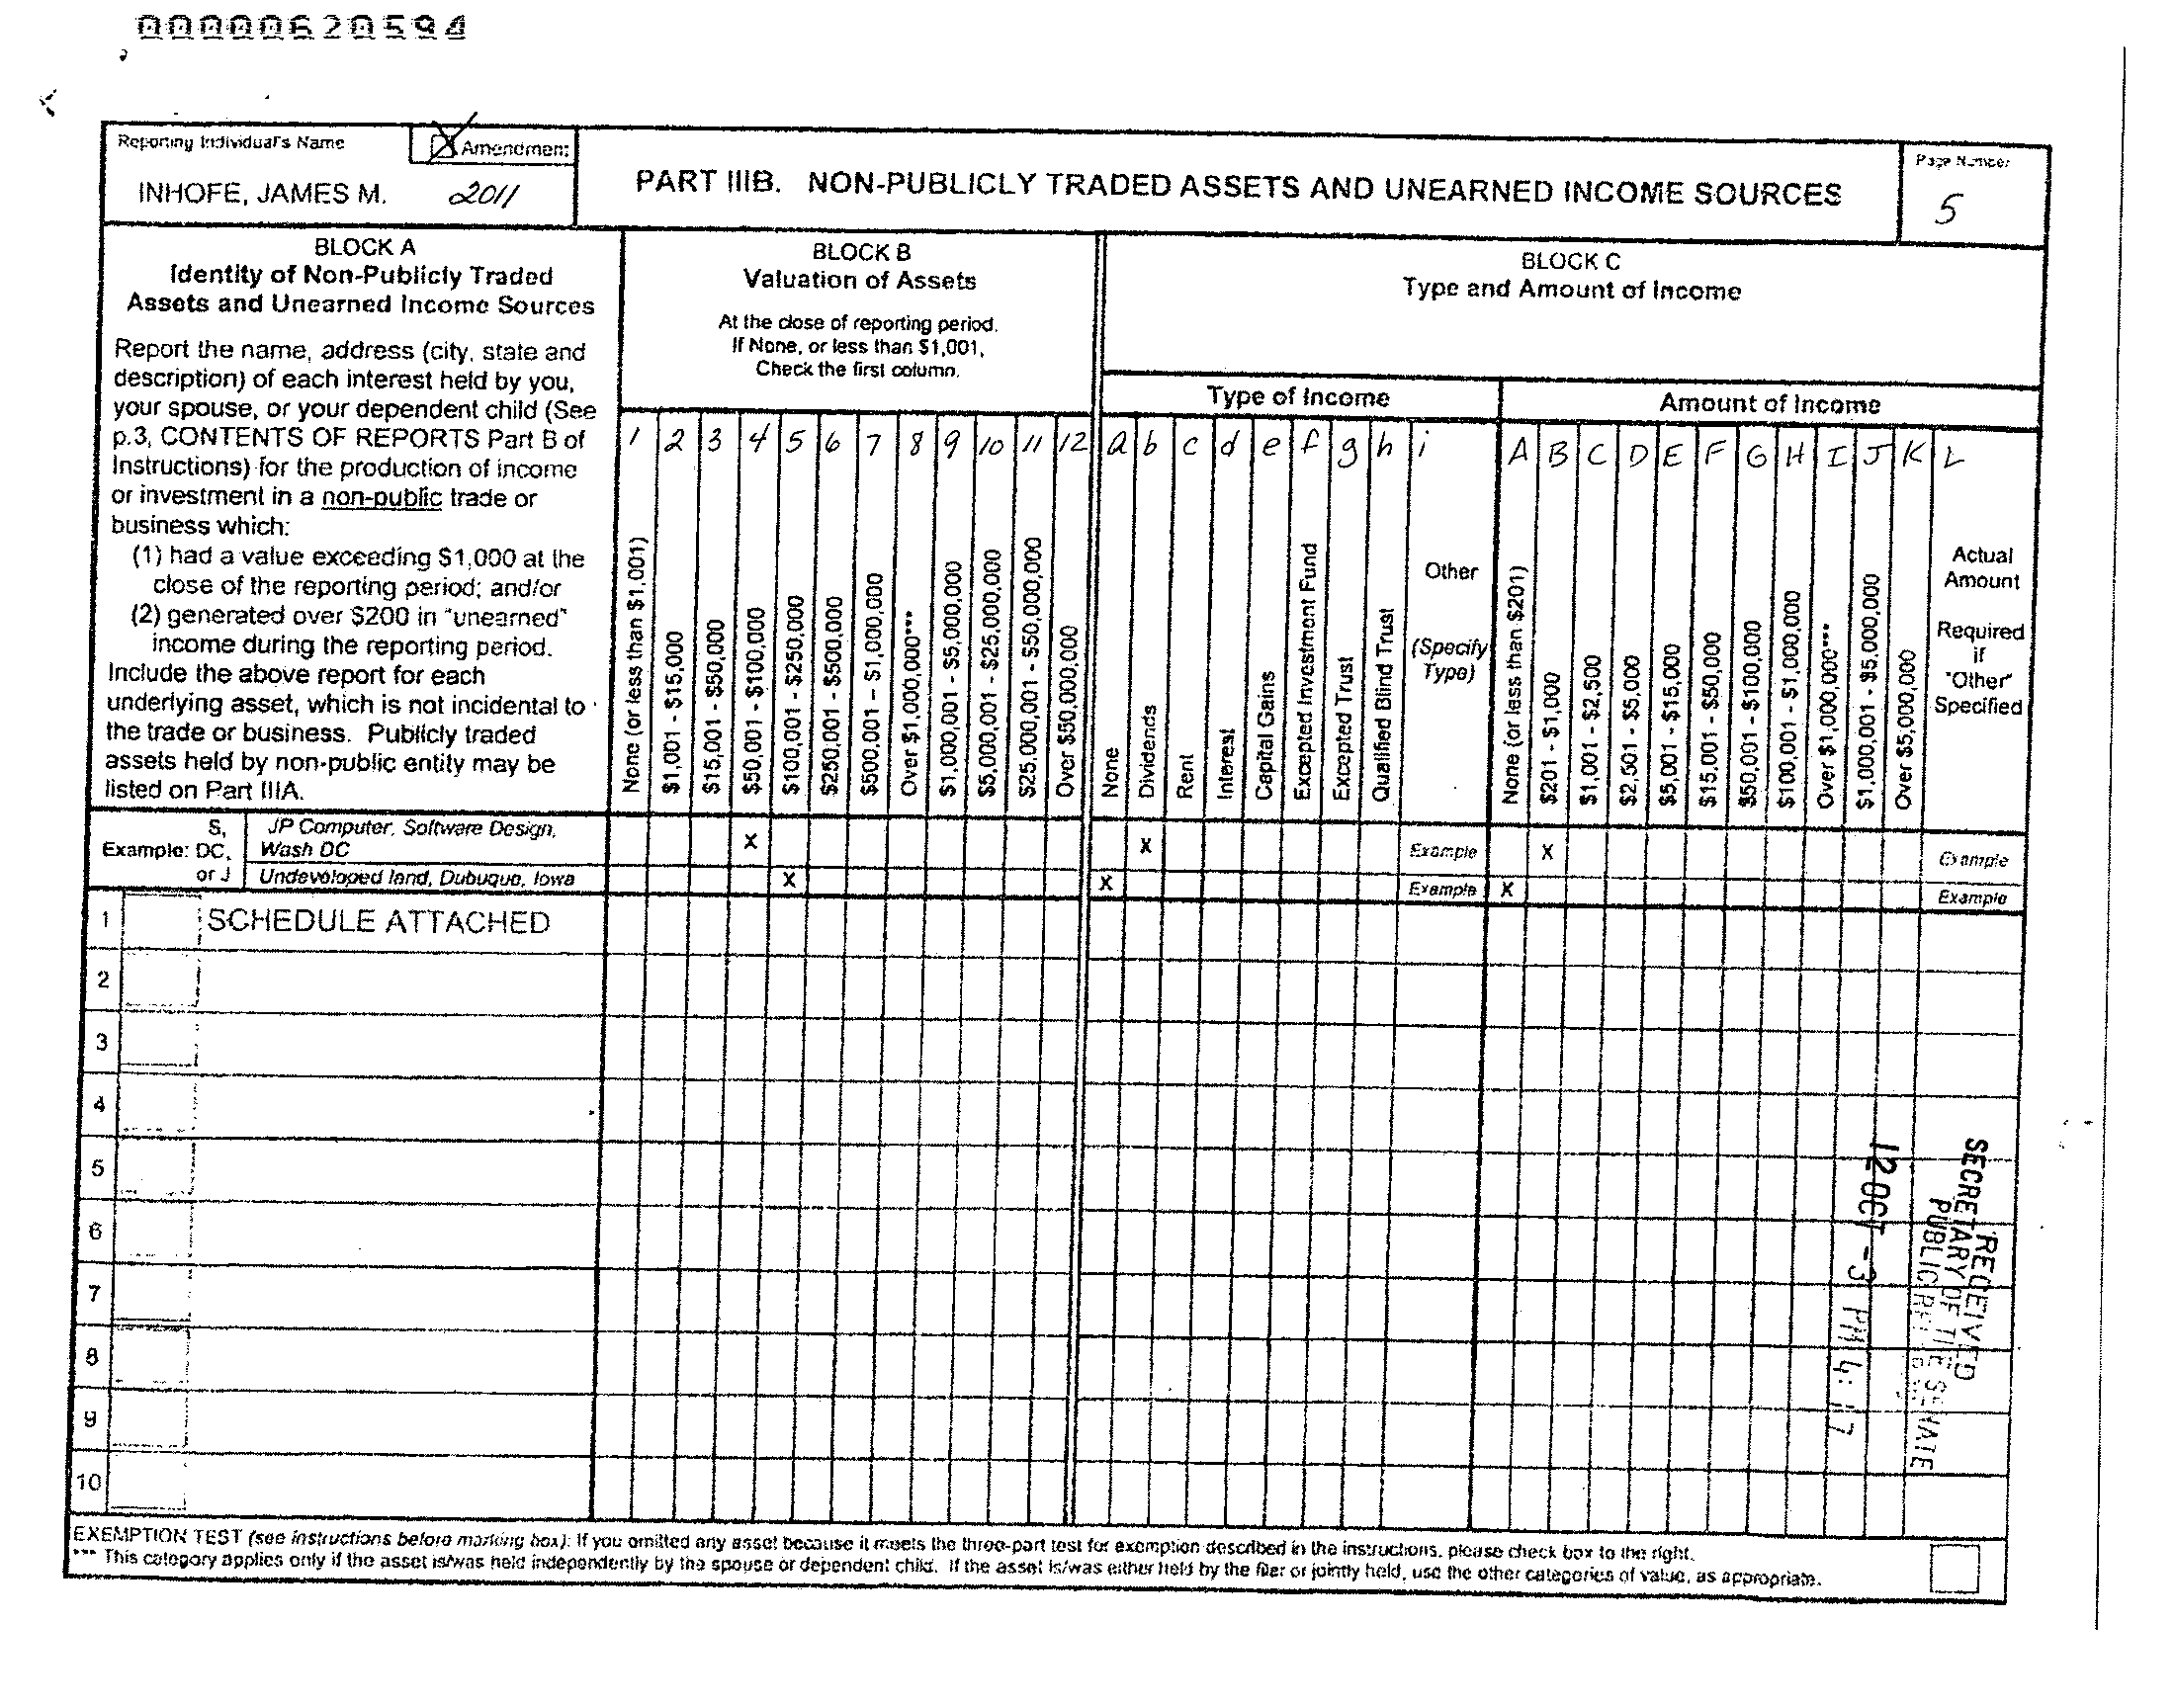 00000620594
Reporting Individual's Name
Amendment
INHOFE, JAMES M. 2011
PART IIIB. NON-PUBLICLY TRADED ASSETS AND UNEARNED INCOME SOURCES
Page Number
5
BLOCK A
Identity of Non-Publicly Traded
Assets and Unearned Income Sources
Report the name, address (city, state and
description) of each interest held by you,
your spouse, or your dependent child (See
p.3, CONTENTS OF REPORTS Part B of
Instructions) for the production of income
or investment in a non-public trade or
business which:
(1) had a value exceeding $1,000 at the
close of the reporting period; and/or
(2) generated over $200 in "unearned"
income during the reporting period.
Include the above report for each
underlying asset, which is not incidental to
the trade or business. Publicly traded
assets held by non-public entity may be
listed on Part IIIA.
BLOCK B
Valuation of Assets
At the close of reporting period.
If None, or less than $1,001,
Check the first column.
1 2 3 4 5 6 7 8 9 10 11 12
None (or less than $1,001)
$1,001 - $15,000
$15,001 - $50,000
$50,001 - $100,000
$100,001 - $250,000
$250,001 - $500,000
$500,001 - $1,000,000
Over $1,000,000***
$1,000,001 - $5,000,000
$5,000,001 - $25,000,000
$25,000,001 - $50,000,000
Over $50,000,000
BLOCK C
Type and Amount of Income
Type of Income
a b c d e f g h i
None
Dividends
Rent
Interest
Capital Gains
Excepted Investment Fund
Excepted Trust
Qualified Blind Trust
Other
(Specify
Type)
Amount of Income
A B C D E F G H I J K L
None (or less than $201)
$201 - $1,000
$1,001 - $2,500
$2,501 - $5,000
$5,001 - $15,000
$15,001 - $50,000
$50,001 - $100,000
$100,001 - $1,000,000
Over $1,000,000***
$1,000,001 - $5,000,000
Over $5,000,000
Actual
Amount
Required
if
"Other"
Specified
Example: S,
DC,
or J
JP Computer, Software Design,
Wash DC
X X Example X Example
Undeveloped land, Dubuque, Iowa
X X Example X Example
1 SCHEDULE ATTACHED
2
3
4
5
6
7
8
9
10
RECEIVED
SECRETARY OF THE SENATE
PUBLIC
12 OCT -3 PM 4:17
EXEMPTION TEST (see instructions before marking box): If you omitted any asset because it meets the three-part test for exemption described in the instructions, please check box to the right.
*** This category applies only if the asset is/was held independently by the spouse or dependent child. If the asset is/was either held by the filer or jointly held, use the other categories of value, as appropriate.